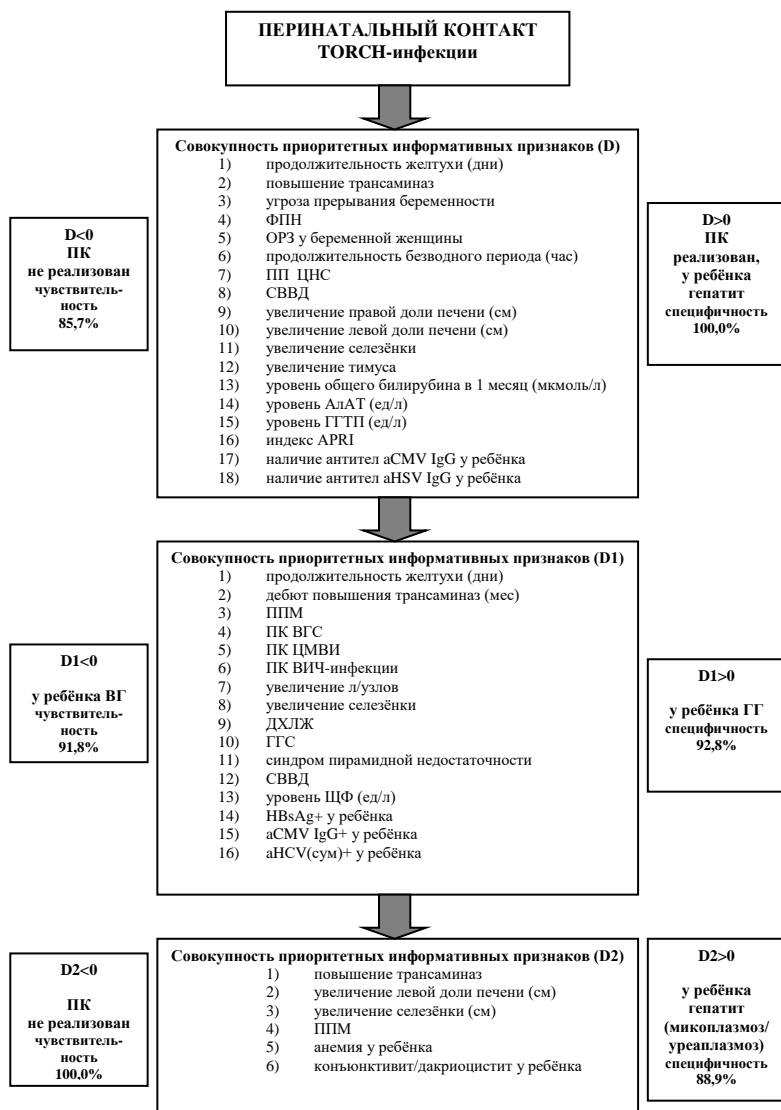 ПЕРИНАТАЛЬНЫЙ КОНТАКТ
TORCH-инфекции
Совокупность приоритетных информативных признаков (D)
1) продолжительность желтухи (дни)
2) повышение трансаминаз
3) угроза прерывания беременности
4) ФПН
5) ОРЗ у беременной женщины
6) продолжительность безводного периода (час)
7) ПП ЦНС
8) СВВД
9) увеличение правой доли печени (см)
10) увеличение левой доли печени (см)
11) увеличение селезёнки
12) увеличение тимуса
13) уровень общего билирубина в 1 месяц (мкмоль/л)
14) уровень АлАТ (ед/л)
15) уровень ГГТП (ед/л)
16) индекс APRI
17) наличие антител aCMV IgG у ребёнка
18) наличие антител aHSV IgG у ребёнка
D<0
ПК
не реализован
чувствитель-
ность
85,7%
D>0
ПК
реализован,
у ребёнка
гепатит
специфичность
100,0%
Совокупность приоритетных информативных признаков (D1)
1) продолжительность желтухи (дни)
2) дебют повышения трансаминаз (мес)
3) ППМ
4) ПК ВГС
5) ПК ЦМВИ
6) ПК ВИЧ-инфекции
7) увеличение л/узлов
8) увеличение селезёнки
9) ДХЛЖ
10) ГГС
11) синдром пирамидной недостаточности
12) СВВД
13) уровень ЩФ (ед/л)
14) HBsAg+ у ребёнка
15) aCMV IgG+ у ребёнка
16) aHCV(сум)+ у ребёнка
D1<0
у ребёнка ВГ
чувствитель-
ность
91,8%
D1>0
у ребёнка ГГ
специфичность
92,8%
Совокупность приоритетных информативных признаков (D2)
1) повышение трансаминаз
2) увеличение левой доли печени (см)
3) увеличение селезёнки (см)
4) ППМ
5) анемия у ребёнка
6) конъюнктивит/дакриоцистит у ребёнка
D2<0
ПК
не реализован
чувствитель-
ность
100,0%
D2>0
у ребёнка
гепатит
(микоплазмоз/
уреаплазмоз)
специфичность
88,9%